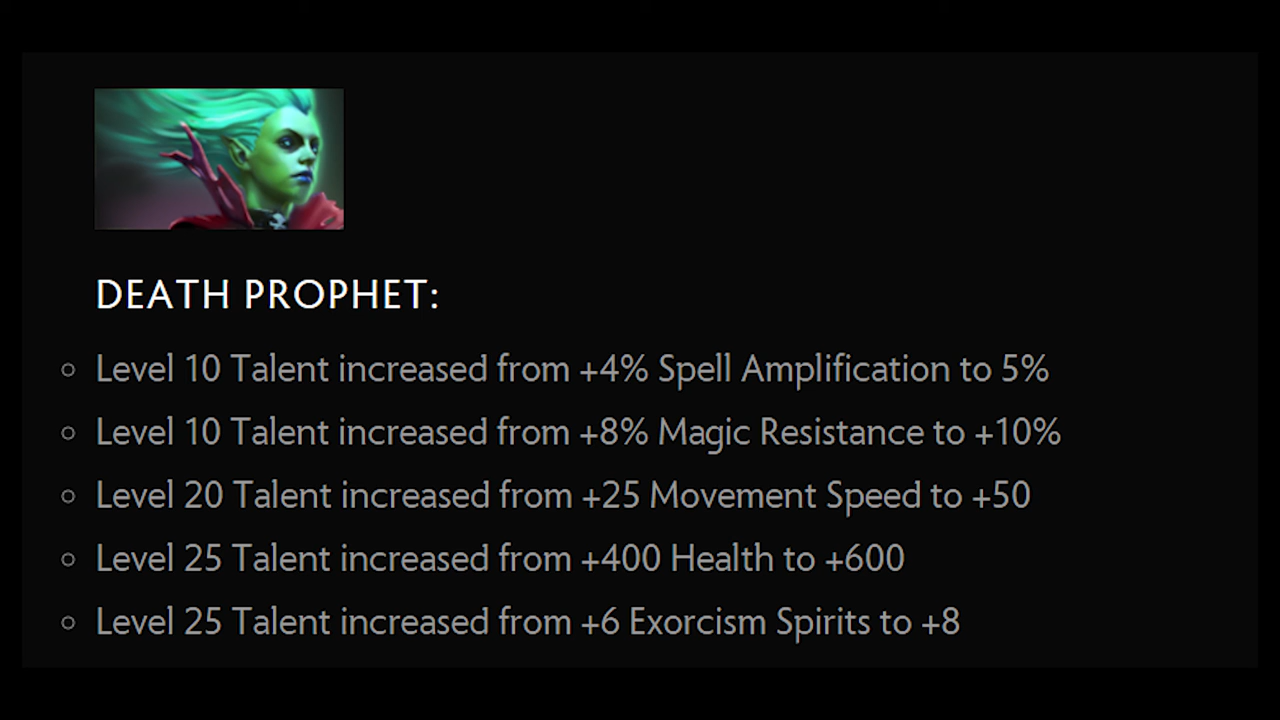 DEATH PROPHET:
Level 10 Talent increased from +4% Spell Amplification to 5%
Level 10 Talent increased from +8% Magic Resistance to +10%
Level 20 Talent increased from +25 Movement Speed to +50
Level 25 Talent increased from +400 Health to +600
Level 25 Talent increased from +6 Exorcism Spirits to +8